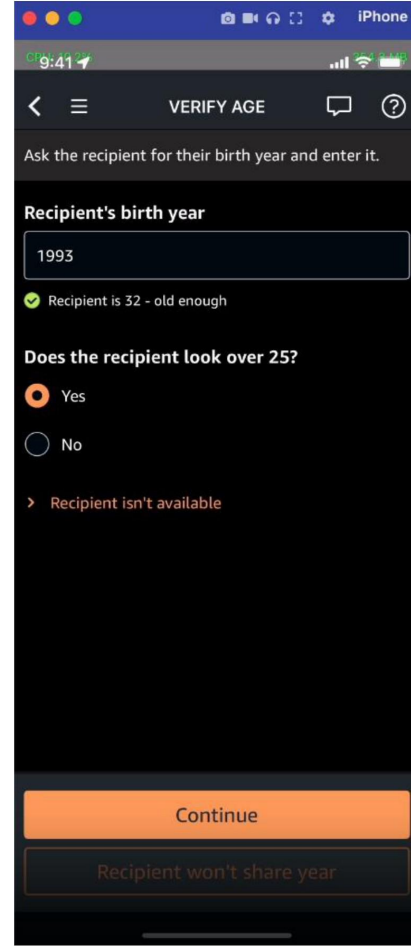 iPhone
9:41
VERIFY AGE
Ask the recipient for their birth year and enter it.
Recipient's birth year
1993
Recipient is 32 - old enough
Does the recipient look over 25?
Yes
No
Recipient isn't available
Continue
Recipient won't share year